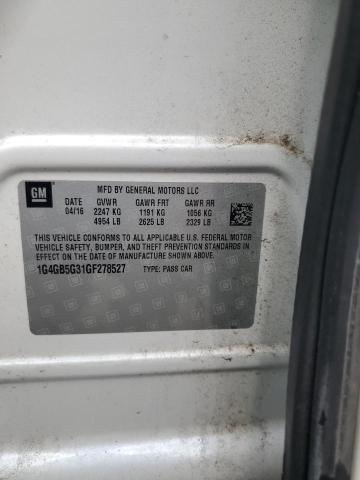 GM
MFD BY GENERAL MOTORS LLC
DATE GVWR GAWR FRT GAWR RR
04/16 2247 KG 1191 KG 1056 KG
4954 LB 2625 LB 2329 LB
THIS VEHICLE CONFORMS TO ALL APPLICABLE U.S. FEDERAL MOTOR
VEHICLE SAFETY, BUMPER, AND THEFT PREVENTION STANDARDS
IN EFFECT ON THE DATE OF MANUFACTURE SHOWN ABOVE.
1G4GB5G31GF278527 TYPE: PASS CAR